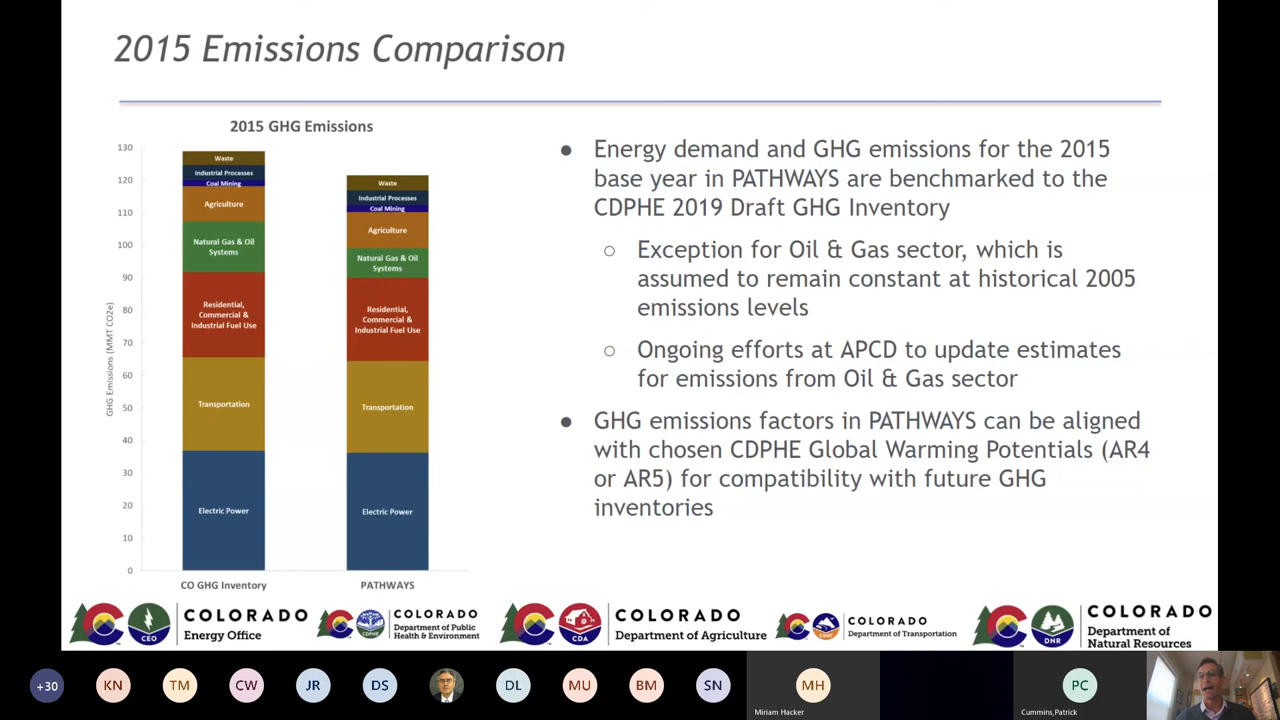 2015 Emissions Comparison
2015 GHG Emissions
GHG Emissions (MMT CO2e)
130
120
110
100
90
80
70
60
50
40
30
20
10
0
Waste
Industrial Processes
Coal Mining
Agriculture
Natural Gas & Oil
Systems
Residential,
Commercial &
Industrial Fuel Use
Transportation
Electric Power
CO GHG Inventory
Waste
Industrial Processes
Coal Mining
Agriculture
Natural Gas & Oil
Systems
Residential,
Commercial &
Industrial Fuel Use
Transportation
Electric Power
PATHWAYS
● Energy demand and GHG emissions for the 2015
base year in PATHWAYS are benchmarked to the
CDPHE 2019 Draft GHG Inventory
○ Exception for Oil & Gas sector, which is
assumed to remain constant at historical 2005
emissions levels
○ Ongoing efforts at APCD to update estimates
for emissions from Oil & Gas sector
● GHG emissions factors in PATHWAYS can be aligned
with chosen CDPHE Global Warming Potentials (AR4
or AR5) for compatibility with future GHG
inventories
CEO
COLORADO
Energy Office
CDPHE
COLORADO
Department of Public
Health & Environment
CDA
COLORADO
Department of Agriculture
CDOT
COLORADO
Department of Transportation
DNR
COLORADO
Department of
Natural Resources
+30
KN
TM
CW
JR
DS
DL
MU
BM
SN
MH
Miriam Hacker
PC
Cummins,Patrick